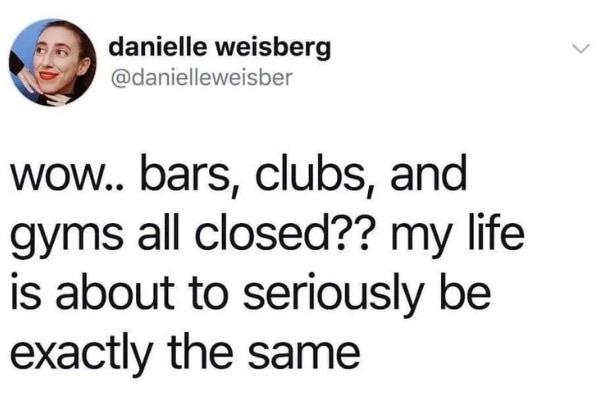 danielle weisberg
@danielleweisber
wow.. bars, clubs, and
gyms all closed?? my life
is about to seriously be
exactly the same